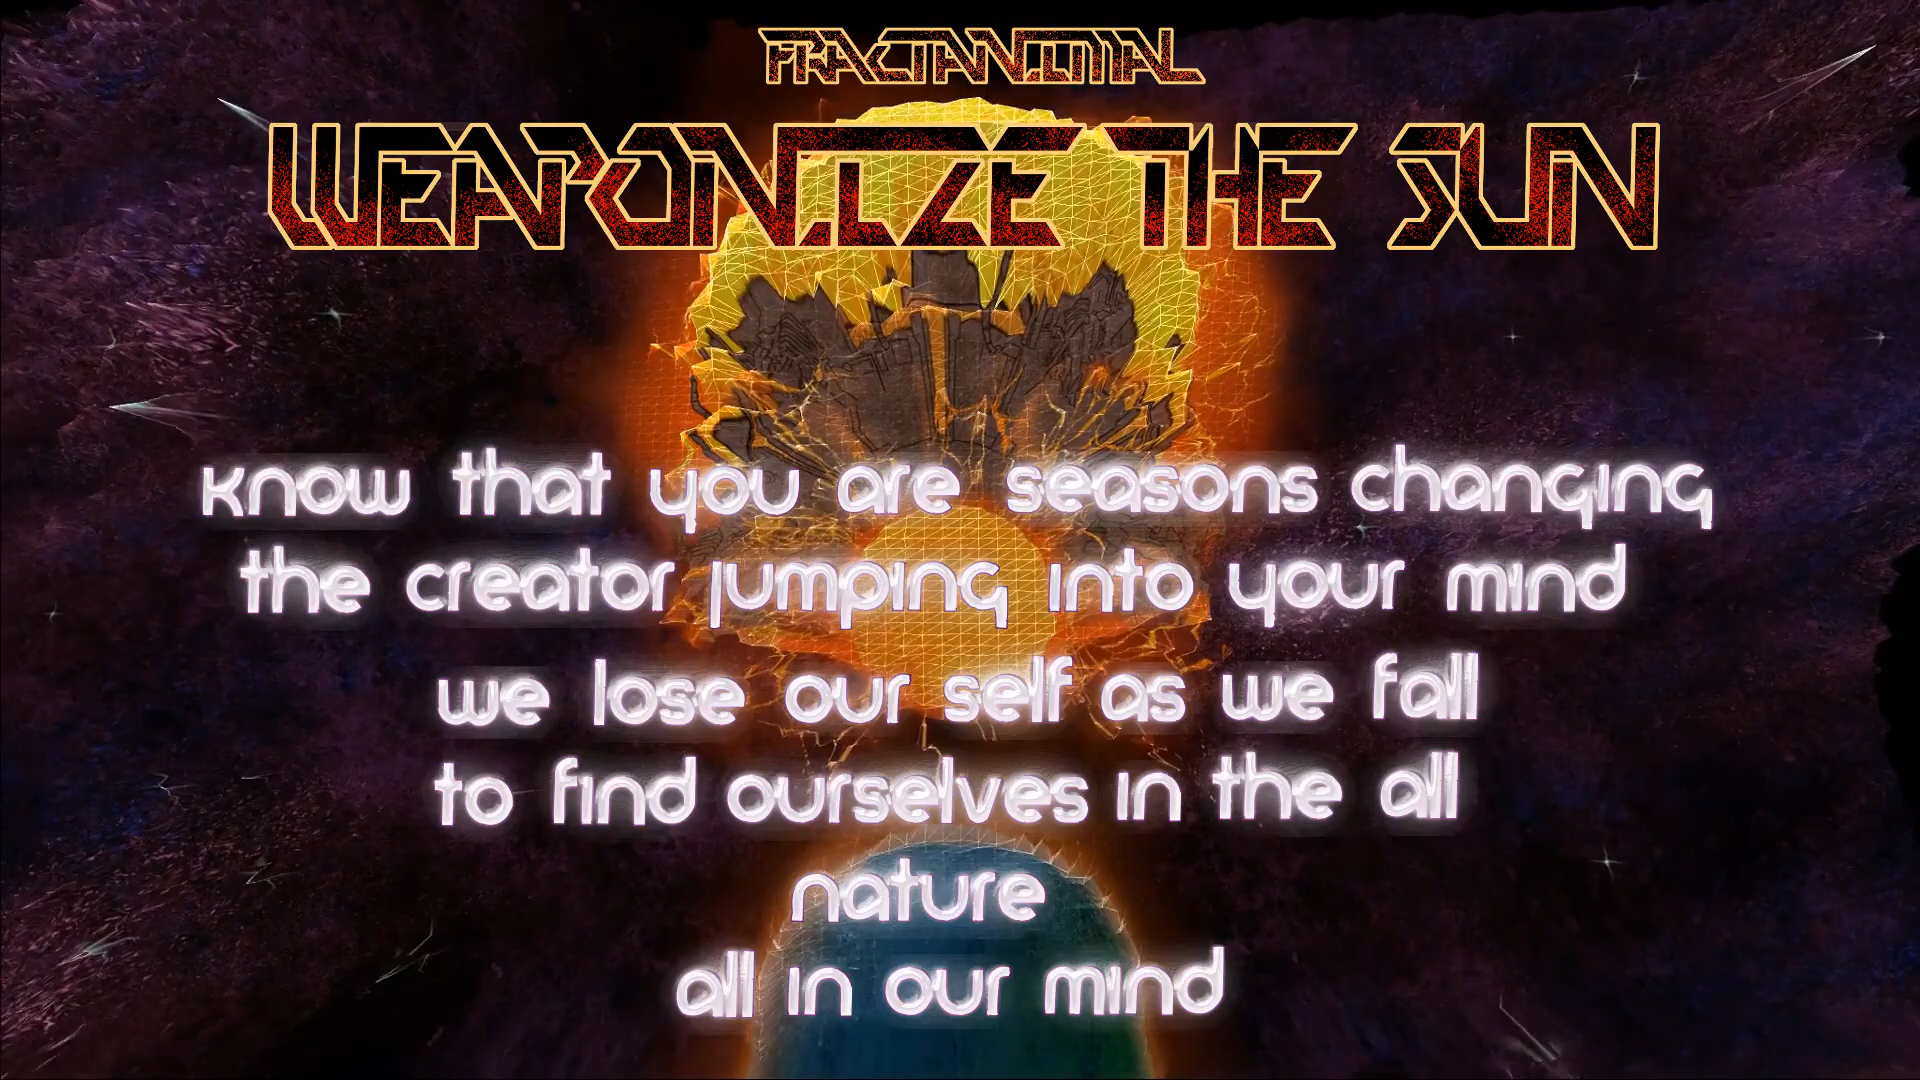 FRACTANIMAL
WEAPONIZE THE SUN
know that you are seasons changing
the creator jumping into your mind
we lose our self as we fall
to find ourselves in the all
nature
all in our mind